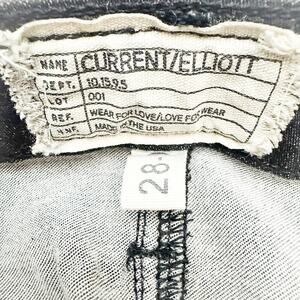 NAME CURRENT/ELLIOTT
DEPT. 10.15.9.5
LOT 001
REF. WEAR FOR LOVE/LOVE FOR WEAR
MADE IN THE USA
28